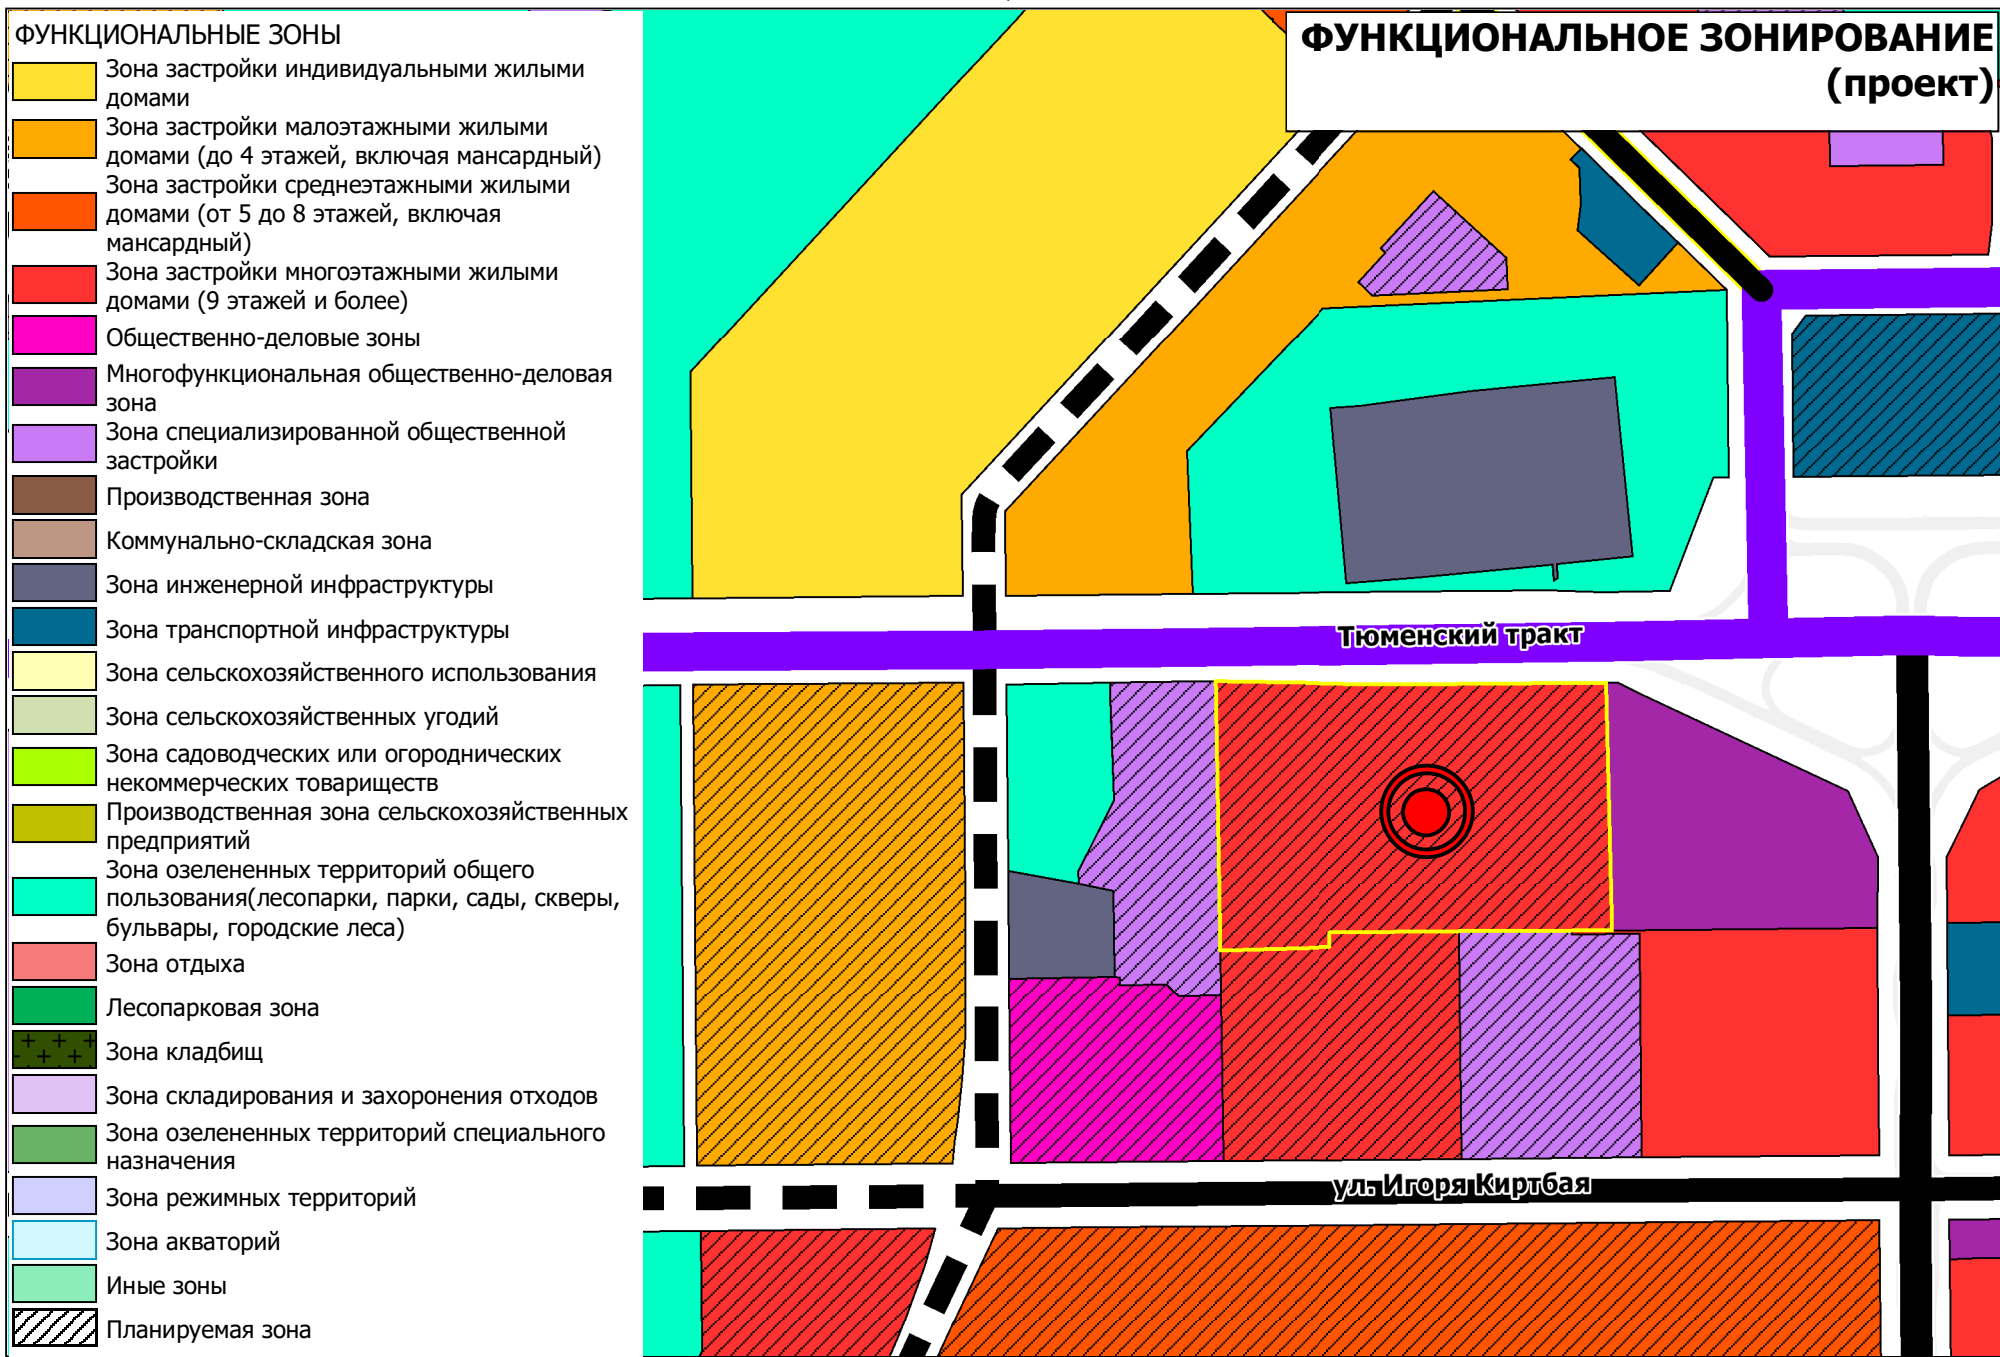 ФУНКЦИОНАЛЬНЫЕ ЗОНЫ
Зона застройки индивидуальными жилыми
домами
Зона застройки малоэтажными жилыми
домами (до 4 этажей, включая мансардный)
Зона застройки среднеэтажными жилыми
домами (от 5 до 8 этажей, включая
мансардный)
Зона застройки многоэтажными жилыми
домами (9 этажей и более)
Общественно-деловые зоны
Многофункциональная общественно-деловая
зона
Зона специализированной общественной
застройки
Производственная зона
Коммунально-складская зона
Зона инженерной инфраструктуры
Зона транспортной инфраструктуры
Зона сельскохозяйственного использования
Зона сельскохозяйственных угодий
Зона садоводческих или огороднических
некоммерческих товариществ
Производственная зона сельскохозяйственных
предприятий
Зона озелененных территорий общего
пользования(лесопарки, парки, сады, скверы,
бульвары, городские леса)
Зона отдыха
Лесопарковая зона
Зона кладбищ
Зона складирования и захоронения отходов
Зона озелененных территорий специального
назначения
Зона режимных территорий
Зона акваторий
Иные зоны
Планируемая зона
ФУНКЦИОНАЛЬНОЕ ЗОНИРОВАНИЕ
(проект)
Тюменский тракт
ул. Игоря Киртбая